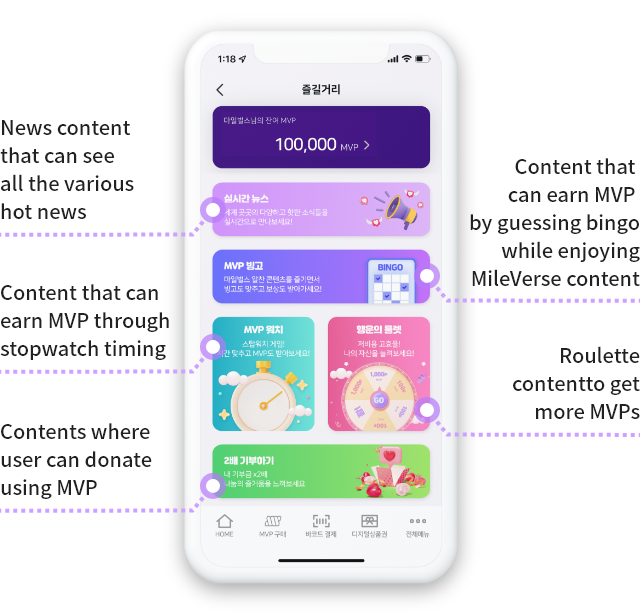 1:18
즐길거리
마일벌스님의 잔여 MVP
100,000 MVP
News content
that can see
all the various
hot news
실시간 뉴스
세계 곳곳의 다양하고 핫한 소식들을
실시간으로 만나보세요!
Content that
can earn MVP
by guessing bingo
while enjoying
MileVerse content
MVP 빙고
마일벌스 알찬 콘텐츠를 즐기면서
빙고도 맞추고 보상도 받아가세요!
BINGO
Content that can
earn MVP through
stopwatch timing
MVP 워치
스탑워치 게임!
시간 맞추고 MVP도 받아보세요!
행운의 룰렛
저비용 고효율!
나의 자산을 늘려보세요!
1,000P
GO
Roulette
contentto get
more MVPs
Contents where
user can donate
using MVP
2배 기부하기
내 기부금 x2배
나눔의 즐거움을 느껴보세요
HOME
MVP 구매
바코드 결제
디지털상품권
전체메뉴